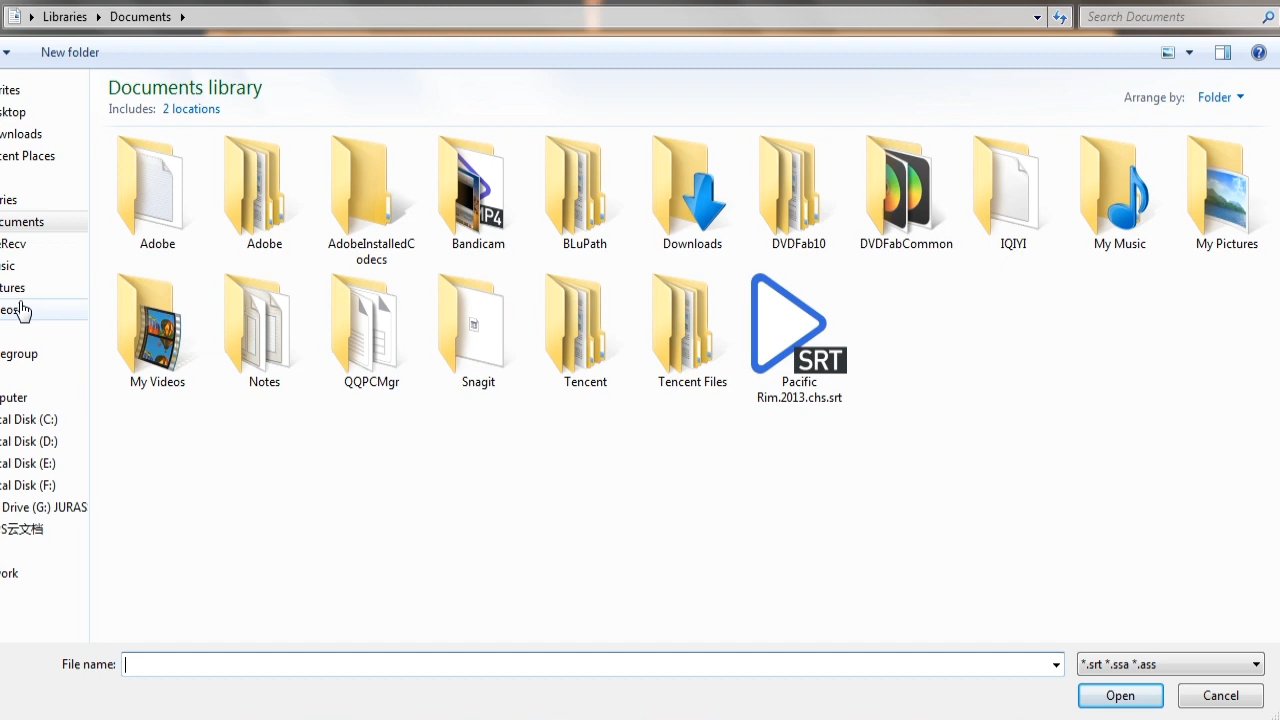 Libraries
Documents
Search Documents
New folder
Documents library
Includes: 2 locations
Arrange by: Folder
rites
sktop
wnloads
cent Places
ries
cuments
eRecv
sic
tures
eos
egroup
puter
cal Disk (C:)
cal Disk (D:)
cal Disk (E:)
cal Disk (F:)
Drive (G:) JURAS
S云文档
work
Adobe
Adobe
AdobeInstalledC
odecs
MP4
Bandicam
BLuPath
Downloads
DVDFab10
DVDFabCommon
IQIYI
My Music
My Pictures
My Videos
Notes
QQPCMgr
Snagit
Tencent
Tencent Files
SRT
Pacific
Rim.2013.chs.srt
File name:
*.srt *.ssa *.ass
Open
Cancel